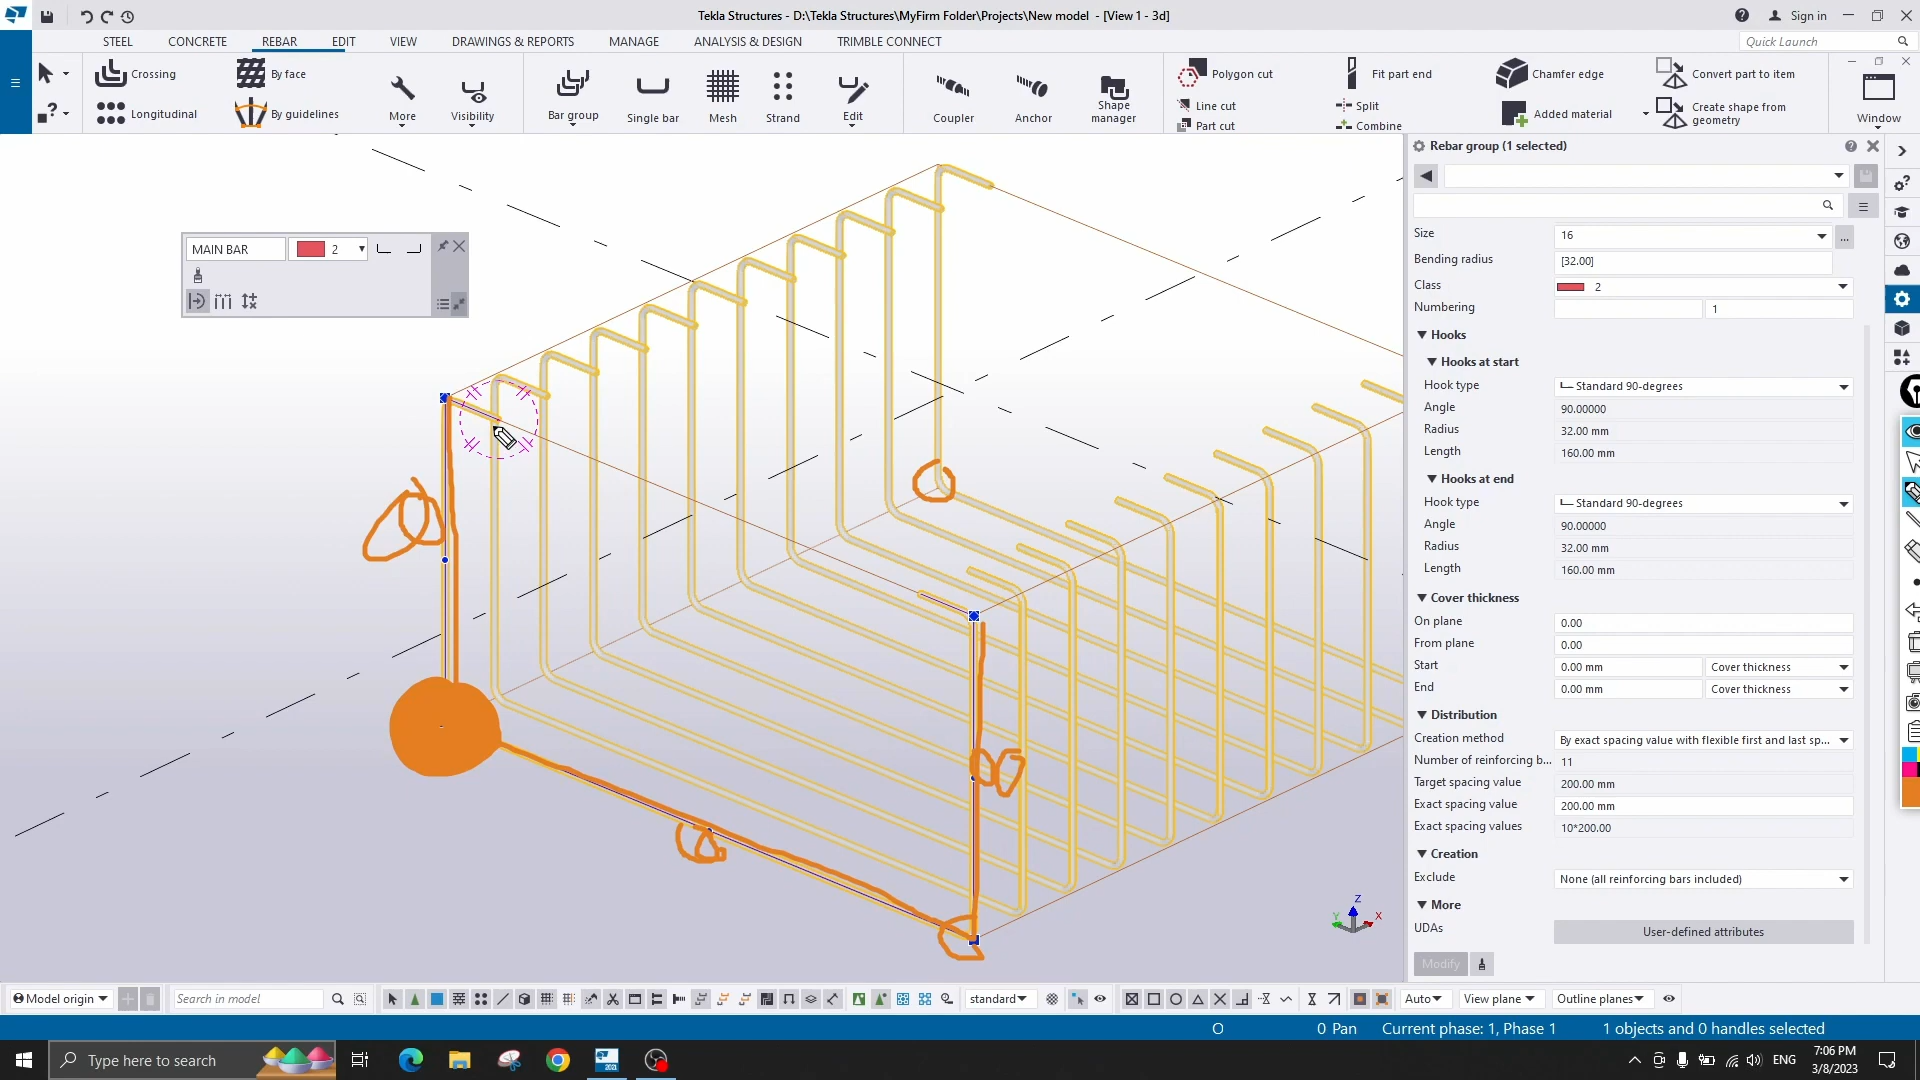 Tekla Structures - D:\Tekla Structures\MyFirm Folder\Projects\New model - [View 1 - 3d]
Sign in
STEEL CONCRETE REBAR EDIT VIEW DRAWINGS & REPORTS MANAGE ANALYSIS & DESIGN TRIMBLE CONNECT
Quick Launch
Crossing
Longitudinal
By face
By guidelines
More
Visibility
Bar group
Single bar
Mesh
Strand
Edit
Coupler
Anchor
Shape manager
Polygon cut
Line cut
Part cut
Fit part end
Split
Combine
Chamfer edge
Added material
Convert part to item
Create shape from geometry
Window
MAIN BAR 2
Z
Y X
Rebar group (1 selected)
Size 16
...
Bending radius [32.00]
Class 2
Numbering 1
Hooks
Hooks at start
Hook type Standard 90-degrees
Angle 90.00000
Radius 32.00 mm
Length 160.00 mm
Hooks at end
Hook type Standard 90-degrees
Angle 90.00000
Radius 32.00 mm
Length 160.00 mm
Cover thickness
On plane 0.00
From plane 0.00
Start 0.00 mm Cover thickness
End 0.00 mm Cover thickness
Distribution
Creation method By exact spacing value with flexible first and last sp...
Number of reinforcing b... 11
Target spacing value 200.00 mm
Exact spacing value 200.00 mm
Exact spacing values 10*200.00
Creation
Exclude None (all reinforcing bars included)
More
UDAs User-defined attributes
Modify
Model origin Search in model standard Auto View plane Outline planes
O 0 Pan Current phase: 1, Phase 1 1 objects and 0 handles selected
Type here to search
2021
ENG
7:06 PM
3/8/2023